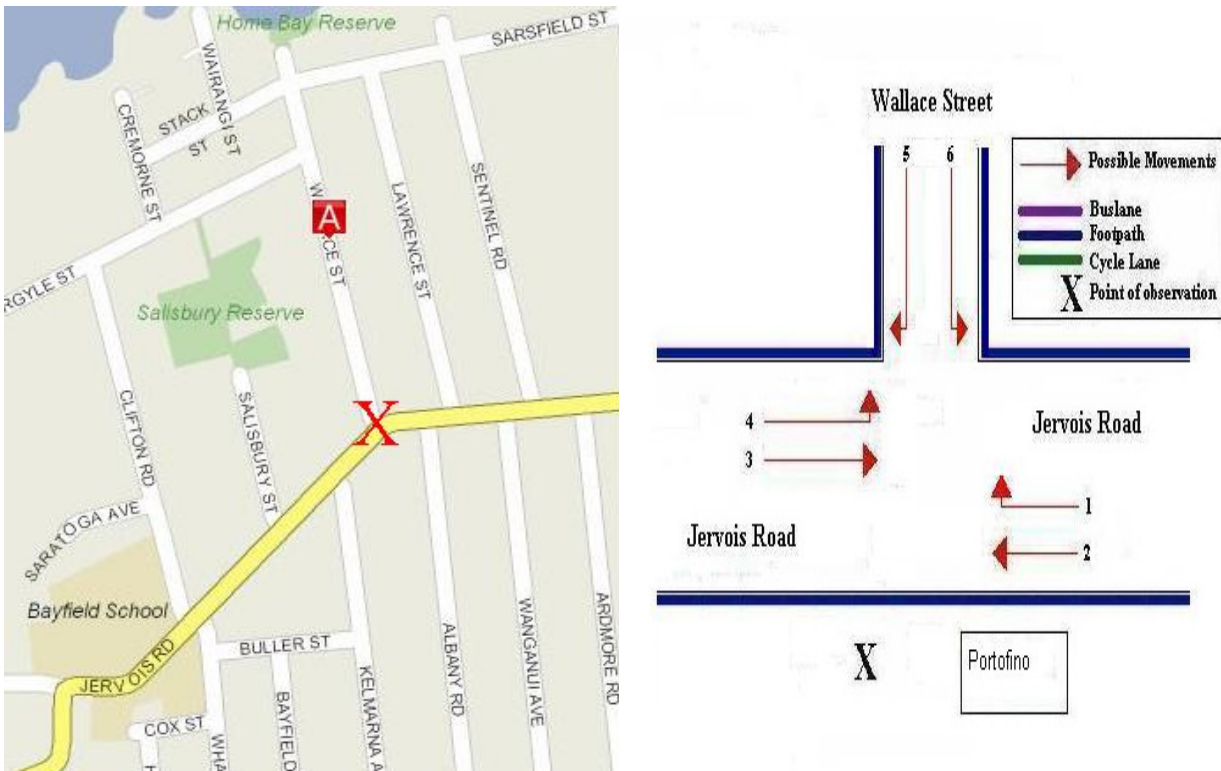 Home Bay Reserve
SARSFIELD ST
WAIRANGI ST
STACK
ST
CREMORNE ST
LAWRENCE ST
SENTINEL RD
A
CE ST
RGYLE ST
Salisbury Reserve
CLIFTON RD
SALISBURY ST
X
SARATOGA AVE
Bayfield School
JERVOIS RD
BULLER ST
BAYFIELD
KELMARNA A
ALBANY RD
WANGANUI AVE
ARDMORE RD
COX ST
WHA
Wallace Street
5 6
Possible Movements
Buslane
Footpath
Cycle Lane
X Point of observation
4
3
Jervois Road
1
2
Jervois Road
X
Portofino